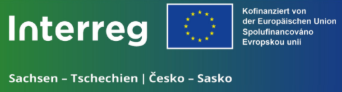 Interreg
Kofinanziert von
der Europäischen Union
Spolufinancováno
Evropskou unií
Sachsen – Tschechien | Česko – Sasko